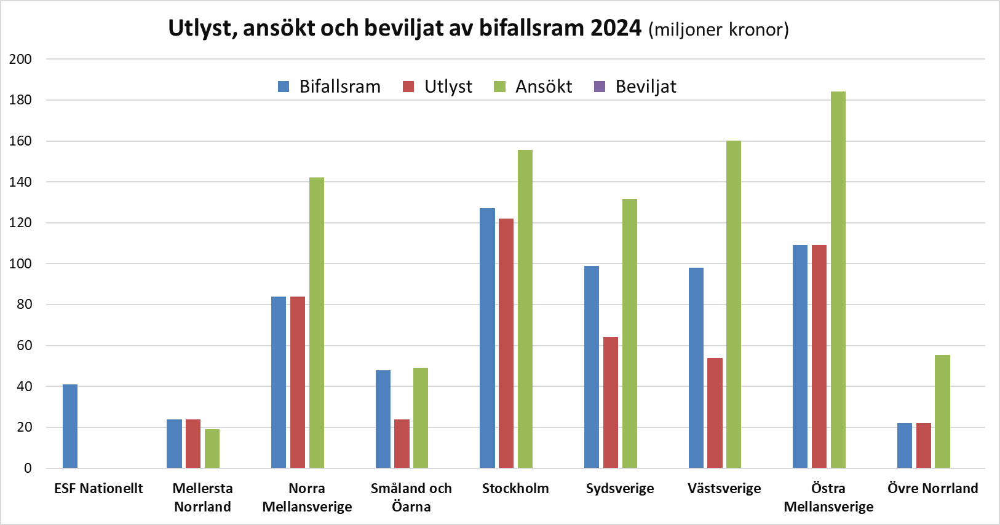 Utlyst, ansökt och beviljat av bifallsram 2024 (miljoner kronor)
200
Bifallsram Utlyst Ansökt Beviljat
180
160
140
120
100
80
60
40
20
0
ESF Nationellt Mellersta Norra Småland och Stockholm Sydsverige Västsverige Östra Övre Norrland
Norrland Mellansverige Öarna Mellansverige